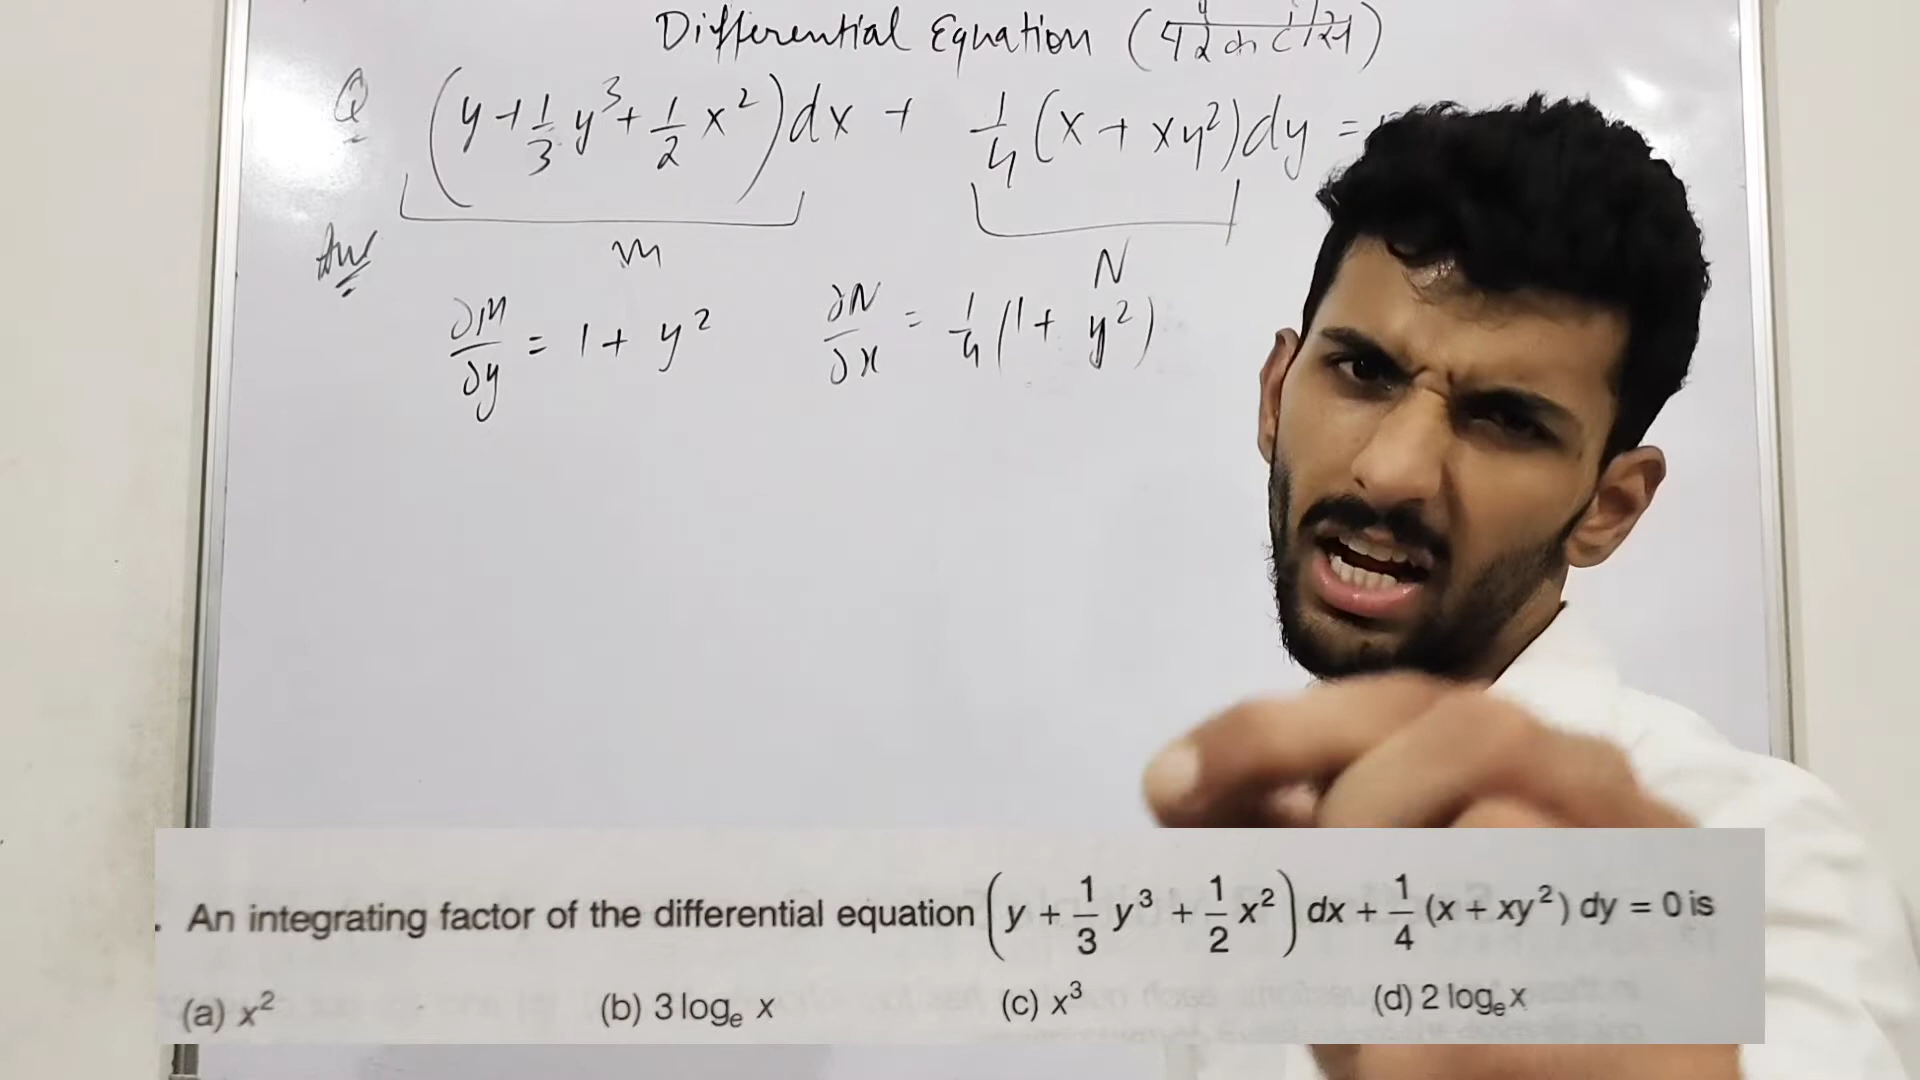 Differential Equation (
Q (y + 1/3 y³ + 1/2 x²) dx + 1/4 (x + xy²) dy =
M N
Ans
∂M/∂y = 1 + y² ∂N/∂x = 1/4 (1 + y²)
. An integrating factor of the differential equation (y + 1/3 y³ + 1/2 x²) dx + 1/4 (x + xy²) dy = 0 is
(a) x² (b) 3 logₑ x (c) x³ (d) 2 logₑ x